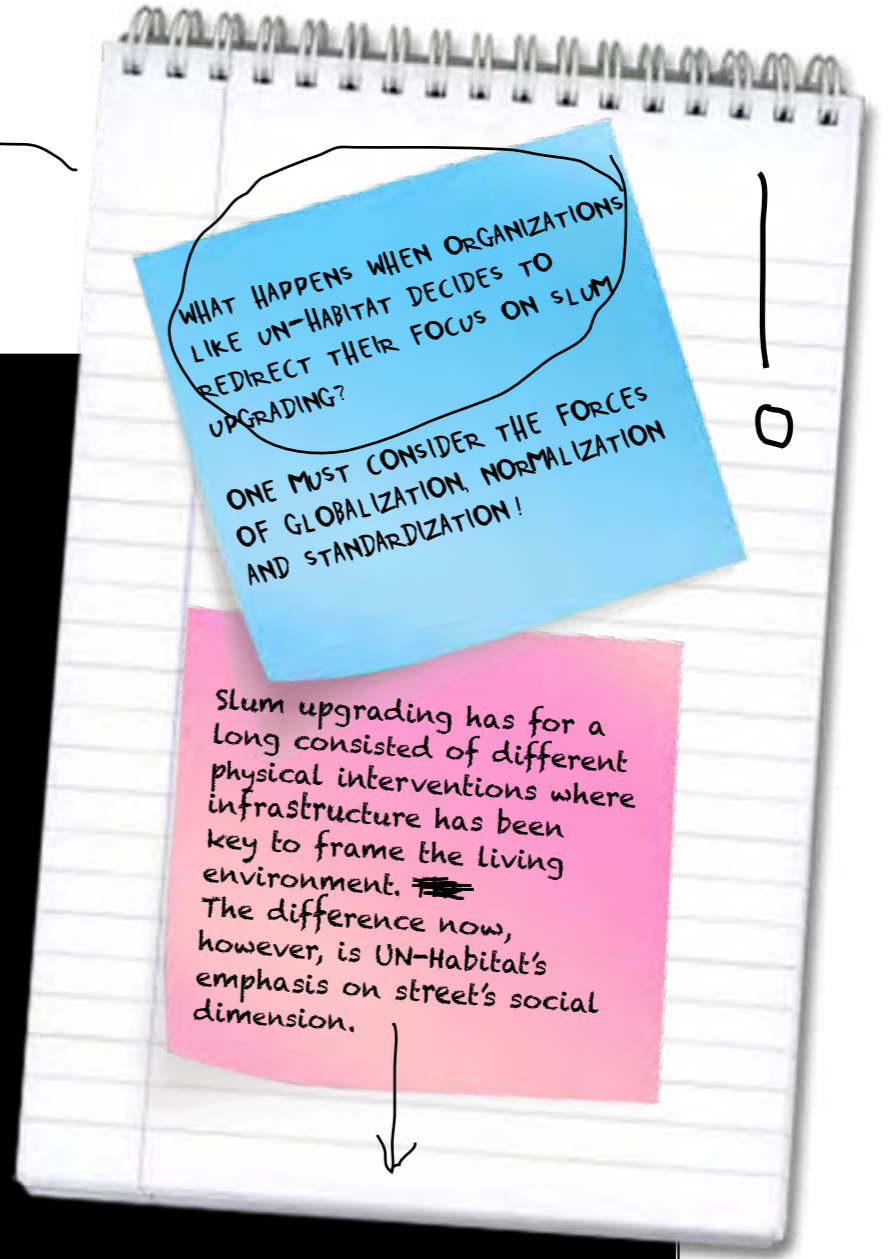 WHAT HAPPENS WHEN ORGANIZATIONS
LIKE UN-HABITAT DECIDES TO
REDIRECT THEIR FOCUS ON SLUM
UPGRADING?
ONE MUST CONSIDER THE FORCES
OF GLOBALIZATION, NORMALIZATION
AND STANDARDIZATION!
Slum upgrading has for a
long consisted of different
physical interventions where
infrastructure has been
key to frame the living
environment.
The difference now,
however, is UN-Habitat's
emphasis on street's social
dimension.